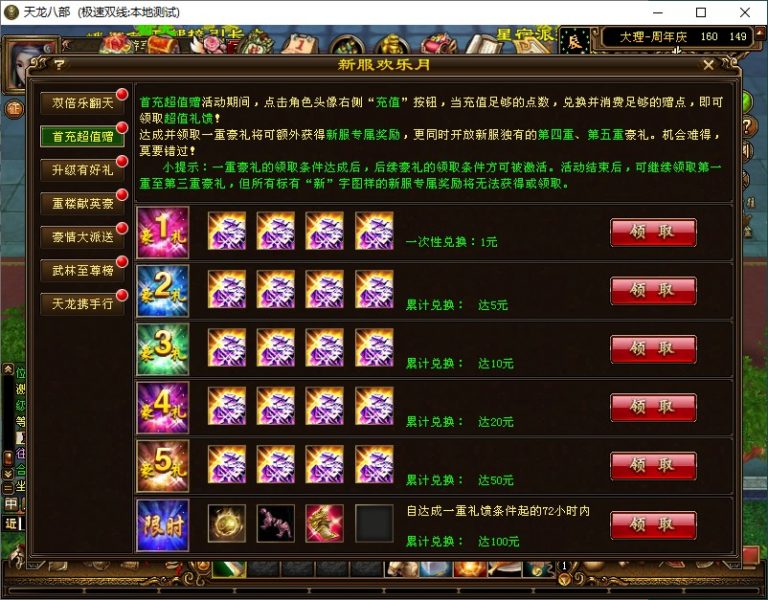 天龙八部 (极速双线:本地测试)
大理-周年庆 160 149
新服欢乐月
双倍乐翻天
首充超值赠
升级有好礼
重楼献英豪
豪情大派送
武林至尊榜
天龙携手行
首充超值赠活动期间，点击角色头像右侧“充值”按钮，当充值足够的点数，兑换并消费足够的赠点，即可
领取超值礼馈！
达成并领取一重豪礼将可额外获得新服专属奖励，更同时开放新服独有的第四重、第五重豪礼。机会难得，
莫要错过！
小提示：一重豪礼的领取条件达成后，后续豪礼的领取条件方可被激活。活动结束后，可继续领取第一
重至第三重豪礼，但所有标有“新”字图样的新服专属奖励将无法获得或领取。
豪1礼
一次性兑换：1元
领 取
豪2礼
累计兑换： 达5元
领 取
豪3礼
累计兑换： 达10元
领 取
豪4礼
累计兑换： 达20元
领 取
豪5礼
累计兑换： 达50元
领 取
限时
自达成一重礼馈条件起的72小时内
累计兑换： 达100元
领 取
近